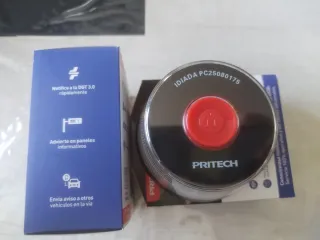 Notifica a la DGT 3.0
rápidamente
Advierte en paneles
informativos
Envía aviso a otros
vehículos en la vía
IDIADA PC25080175
PRITECH